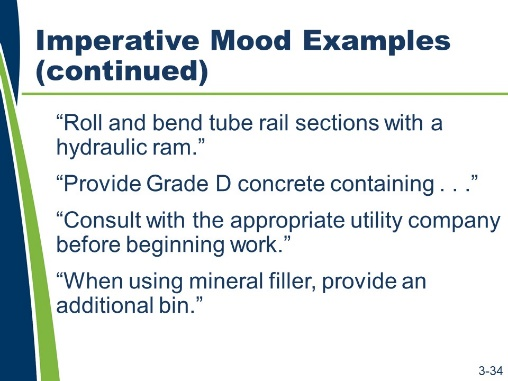 Imperative Mood Examples
(continued)
“Roll and bend tube rail sections with a
hydraulic ram.”
“Provide Grade D concrete containing . . .”
“Consult with the appropriate utility company
before beginning work.”
“When using mineral filler, provide an
additional bin.”
3-34